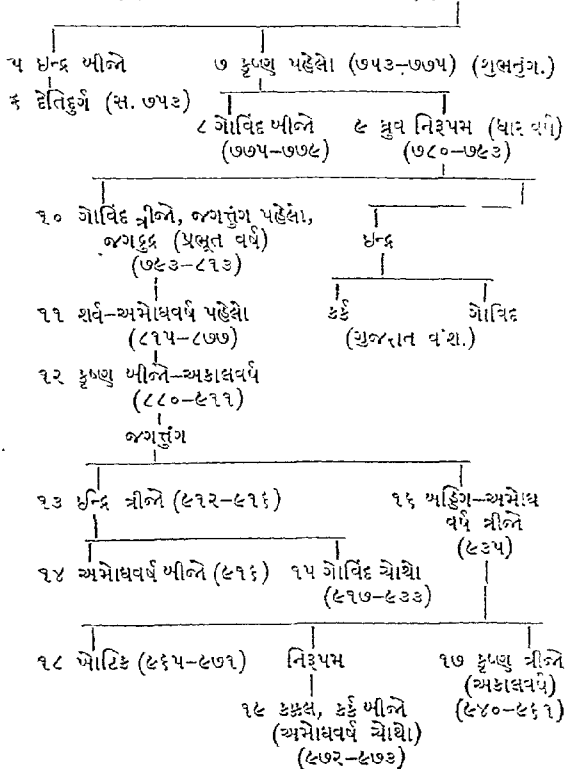 ૫ ઇન્દ્ર બીજો ૭ કૃષ્ણ પહેલો (૭૫૩–૭૭૫) (શુભતુંગ.)
૬ દંતિદુર્ગ (સ. ૭૫૩)
૮ ગોવિંદ બીજો ૯ ધ્રુવ નિરૂપમ (ધાર વર્ષ)
(૭૭૫–૭૭૯) (૭૮૦–૭૯૩)
૧૦ ગોવિંદ ત્રીજો, જગત્તુંગ પહેલો, ઇન્દ્ર
જગદ્રુદ્ર (પ્રભૂત વર્ષ)
(૭૯૩–૮૧૩)
૧૧ શર્વ–અમોઘવર્ષ પહેલો કર્ક ગોવિંદ
(૮૧૫–૮૭૭) (ગુજરાત વંશ.)
૧૨ કૃષ્ણ બીજો–અકાલવર્ષ
(૮૮૦–૯૧૧)
જગત્તુંગ
૧૩ ઇન્દ્ર ત્રીજો (૯૧૨–૯૧૬) ૧૬ બડ્ડિગ–અમોઘ
વર્ષ ત્રીજો
(૯૩૫)
૧૪ અમોઘવર્ષ બીજો (૯૧૬) ૧૫ ગોવિંદ ચોથો
(૯૧૭–૯૩૩)
૧૮ ખોટિક (૯૬૫–૯૭૧) નિરૂપમ ૧૭ કૃષ્ણ ત્રીજો
(અકાલવર્ષ)
(૯૪૦–૯૬૧)
૧૯ કક્કલ, કર્ક બીજો
(અમોઘવર્ષ ચોથો)
(૯૭૨–૯૭૩)